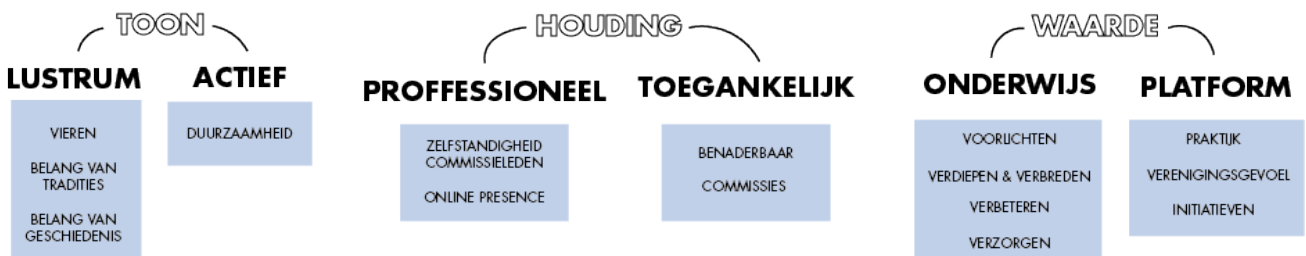 TOON
LUSTRUM
VIEREN
BELANG VAN
TRADITIES
BELANG VAN
GESCHIEDENIS
ACTIEF
DUURZAAMHEID
HOUDING
PROFFESSIONEEL
ZELFSTANDIGHEID
COMMISSIELEDEN
ONLINE PRESENCE
TOEGANKELIJK
BENADERBAAR
COMMISSIES
WAARDE
ONDERWIJS
VOORLICHTEN
VERDIEPEN & VERBREDEN
VERBETEREN
VERZORGEN
PLATFORM
PRAKTIJK
VERENIGINGSGEVOEL
INITIATIEVEN